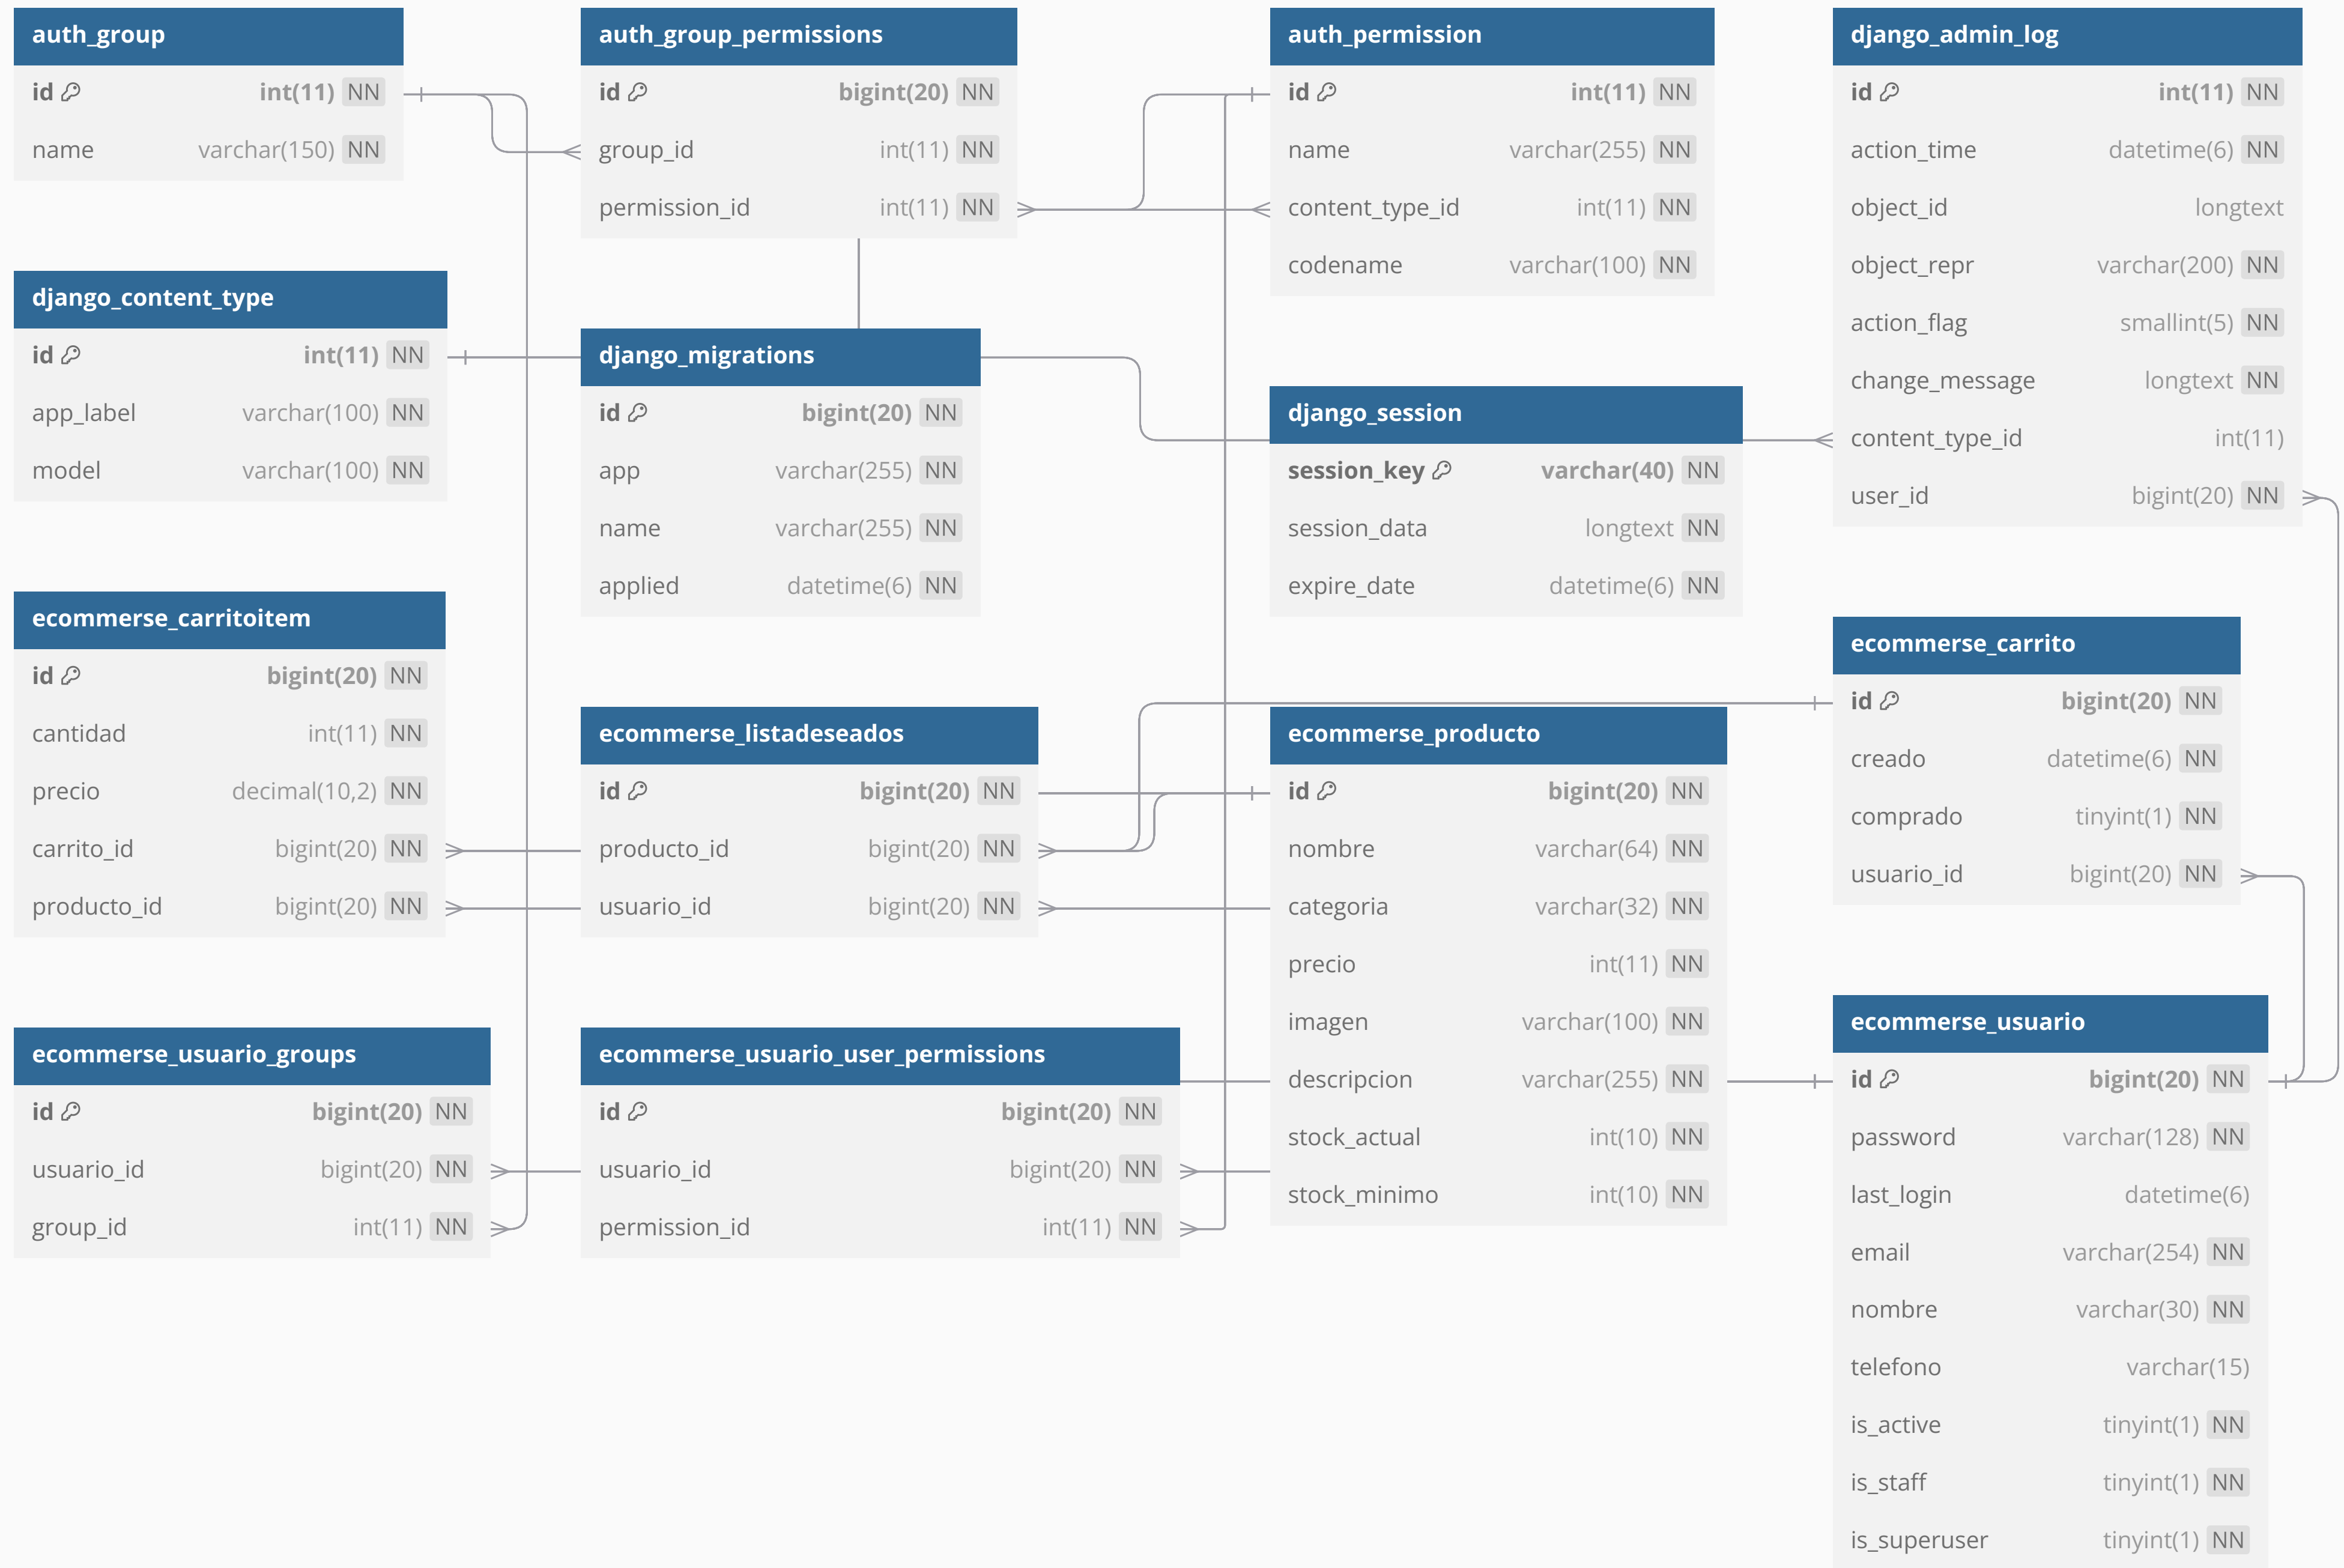 auth_group
id int(11) NN
name varchar(150) NN
auth_group_permissions
id bigint(20) NN
group_id int(11) NN
permission_id int(11) NN
auth_permission
id int(11) NN
name varchar(255) NN
content_type_id int(11) NN
codename varchar(100) NN
django_admin_log
id int(11) NN
action_time datetime(6) NN
object_id longtext
object_repr varchar(200) NN
action_flag smallint(5) NN
change_message longtext NN
content_type_id int(11)
user_id bigint(20) NN
django_content_type
id int(11) NN
app_label varchar(100) NN
model varchar(100) NN
django_migrations
id bigint(20) NN
app varchar(255) NN
name varchar(255) NN
applied datetime(6) NN
django_session
session_key varchar(40) NN
session_data longtext NN
expire_date datetime(6) NN
ecommerse_carritoitem
id bigint(20) NN
cantidad int(11) NN
precio decimal(10,2) NN
carrito_id bigint(20) NN
producto_id bigint(20) NN
ecommerse_listadeseados
id bigint(20) NN
producto_id bigint(20) NN
usuario_id bigint(20) NN
ecommerse_producto
id bigint(20) NN
nombre varchar(64) NN
categoria varchar(32) NN
precio int(11) NN
imagen varchar(100) NN
descripcion varchar(255) NN
stock_actual int(10) NN
stock_minimo int(10) NN
ecommerse_carrito
id bigint(20) NN
creado datetime(6) NN
comprado tinyint(1) NN
usuario_id bigint(20) NN
ecommerse_usuario_groups
id bigint(20) NN
usuario_id bigint(20) NN
group_id int(11) NN
ecommerse_usuario_user_permissions
id bigint(20) NN
usuario_id bigint(20) NN
permission_id int(11) NN
ecommerse_usuario
id bigint(20) NN
password varchar(128) NN
last_login datetime(6)
email varchar(254) NN
nombre varchar(30) NN
telefono varchar(15)
is_active tinyint(1) NN
is_staff tinyint(1) NN
is_superuser tinyint(1) NN